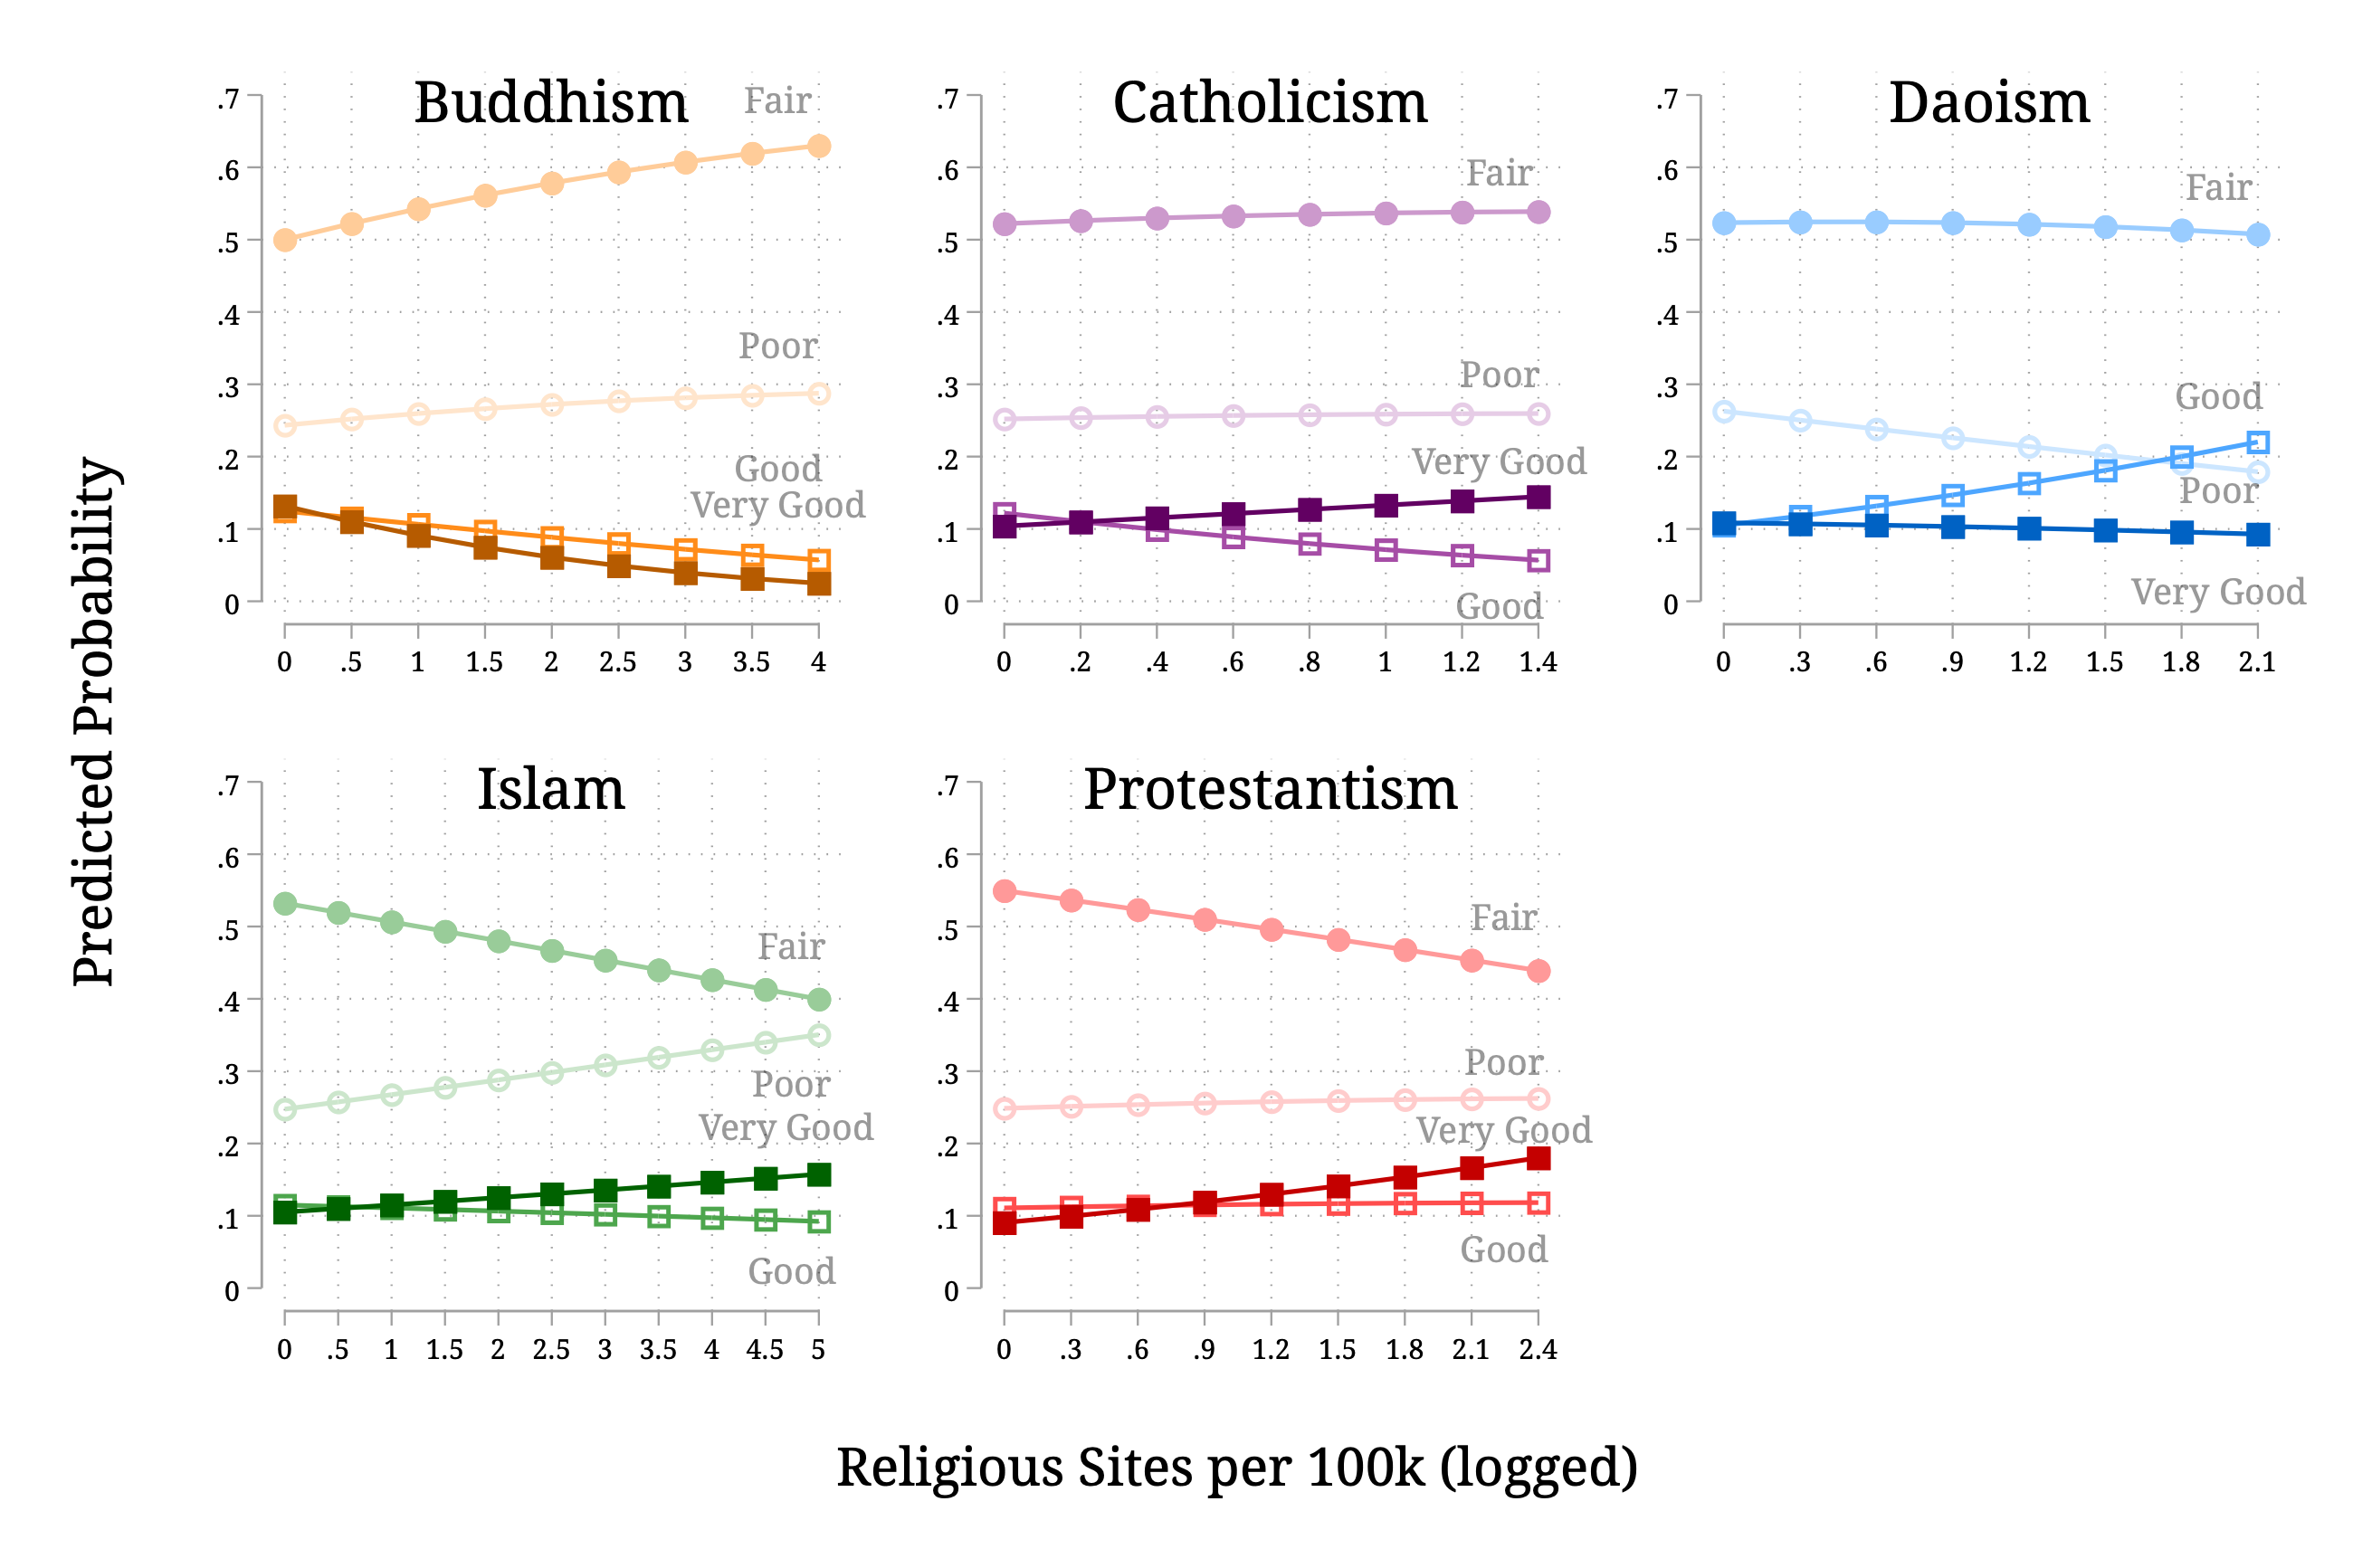 Predicted Probability
Buddhism
Fair
Poor
Good
Very Good
.7
.6
.5
.4
.3
.2
.1
0
0 .5 1 1.5 2 2.5 3 3.5 4
Catholicism
Fair
Poor
Very Good
Good
.7
.6
.5
.4
.3
.2
.1
0
0 .2 .4 .6 .8 1 1.2 1.4
Daoism
Fair
Good
Poor
Very Good
.7
.6
.5
.4
.3
.2
.1
0
0 .3 .6 .9 1.2 1.5 1.8 2.1
Islam
Fair
Poor
Very Good
Good
.7
.6
.5
.4
.3
.2
.1
0
0 .5 1 1.5 2 2.5 3 3.5 4 4.5 5
Protestantism
Fair
Poor
Very Good
Good
.7
.6
.5
.4
.3
.2
.1
0
0 .3 .6 .9 1.2 1.5 1.8 2.1 2.4
Religious Sites per 100k (logged)